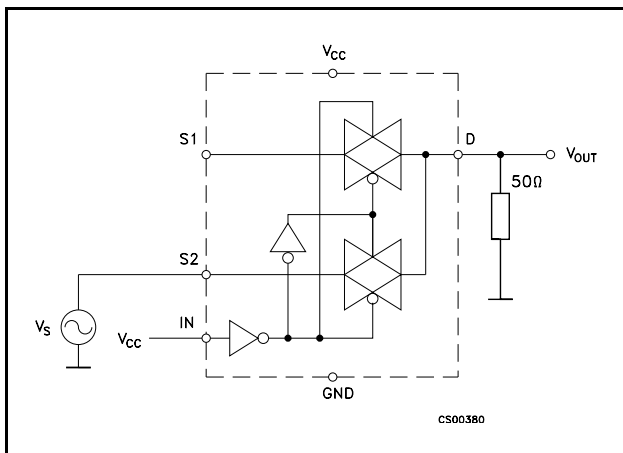 VCC
S1
D
VOUT
50Ω
S2
VS
IN
VCC
GND
CS00380